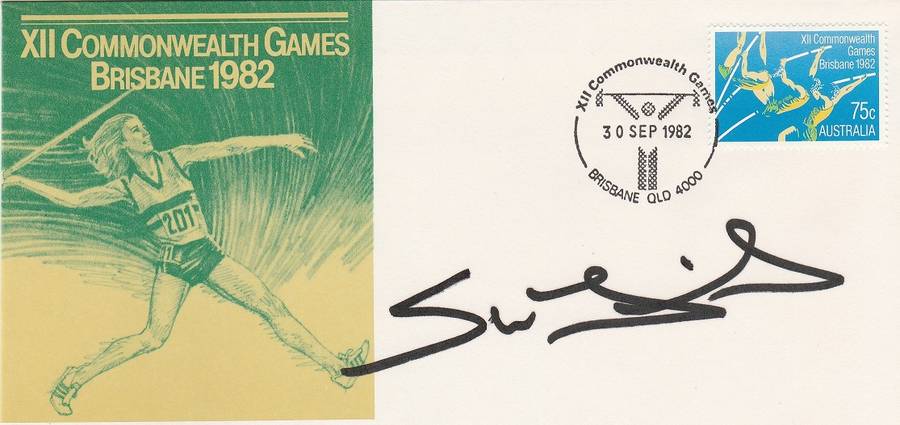 XII COMMONWEALTH GAMES
BRISBANE 1982
201
XII Commonwealth Games
30 SEP 1982
BRISBANE QLD 4000
XII Commonwealth
Games
Brisbane 1982
75c
AUSTRALIA